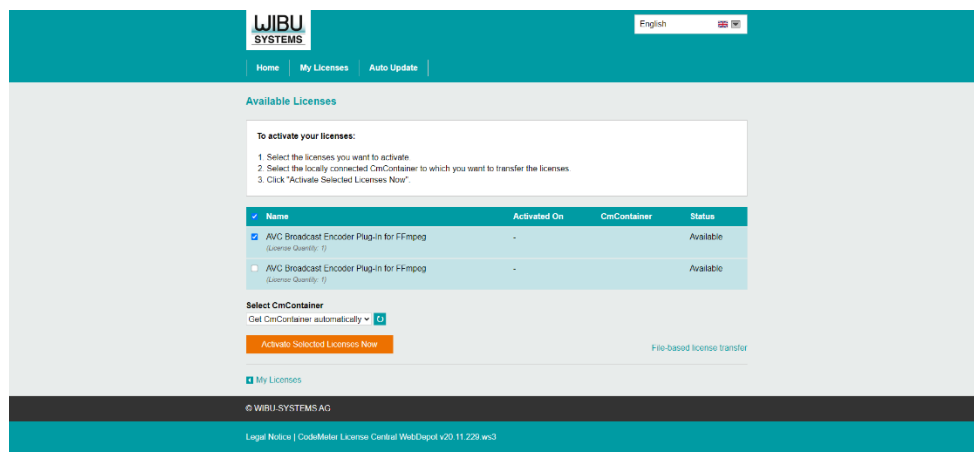 WIBU
SYSTEMS
English
Home
My Licenses
Auto Update
Available Licenses
To activate your licenses:
1. Select the licenses you want to activate
2. Select the locally connected CmContainer to which you want to transfer the licenses
3. Click "Activate Selected Licenses Now".
Name Activated On CmContainer Status
AVC Broadcast Encoder Plug-In for FFmpeg - Available
(License Quantity: 1)
AVC Broadcast Encoder Plug-In for FFmpeg - Available
(License Quantity: 1)
Select CmContainer
Get CmContainer automatically
Activate Selected Licenses Now
File-based license transfer
My Licenses
© WIBU-SYSTEMS AG
Legal Notice | CodeMeter License Central WebDepot v20.11.229.ws3